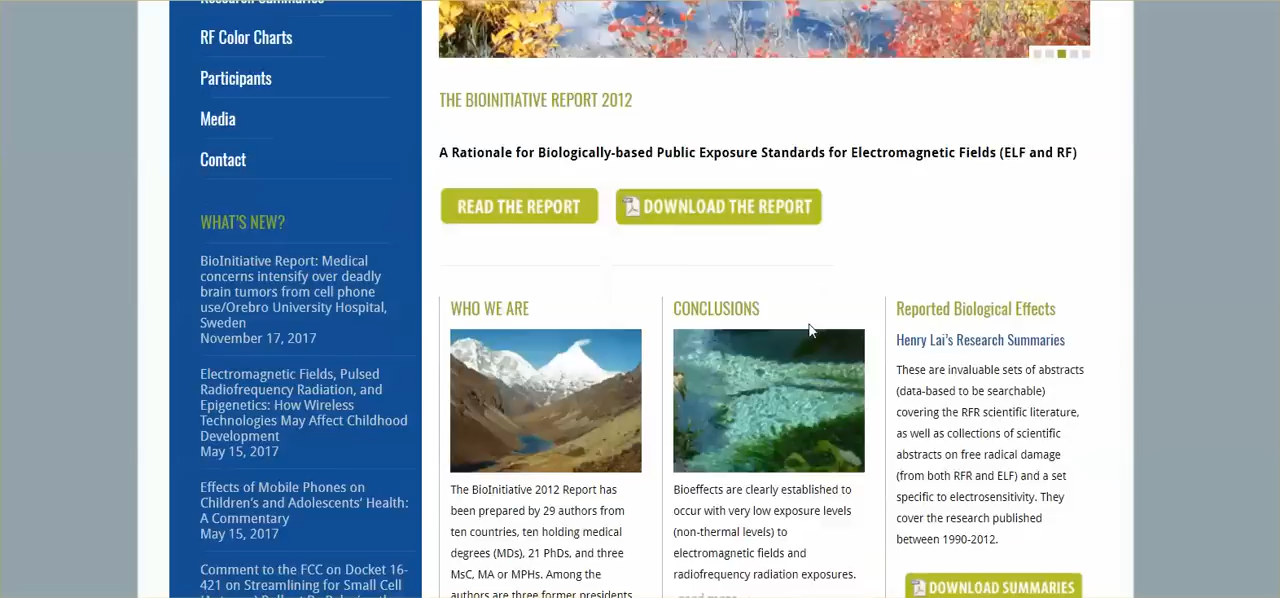 Research Summaries
RF Color Charts
Participants
Media
Contact
WHAT'S NEW?
BioInitiative Report: Medical
concerns intensify over deadly
brain tumors from cell phone
use/Orebro University Hospital,
Sweden
November 17, 2017
Electromagnetic Fields, Pulsed
Radiofrequency Radiation, and
Epigenetics: How Wireless
Technologies May Affect Childhood
Development
May 15, 2017
Effects of Mobile Phones on
Children's and Adolescents' Health:
A Commentary
May 15, 2017
Comment to the FCC on Docket 16-
421 on Streamlining for Small Cell
THE BIOINITIATIVE REPORT 2012
A Rationale for Biologically-based Public Exposure Standards for Electromagnetic Fields (ELF and RF)
READ THE REPORT
DOWNLOAD THE REPORT
WHO WE ARE
The BioInitiative 2012 Report has
been prepared by 29 authors from
ten countries, ten holding medical
degrees (MDs), 21 PhDs, and three
MsC, MA or MPHs. Among the
authors are three former presidents
CONCLUSIONS
Bioeffects are clearly established to
occur with very low exposure levels
(non-thermal levels) to
electromagnetic fields and
radiofrequency radiation exposures.
read more
Reported Biological Effects
Henry Lai's Research Summaries
These are invaluable sets of abstracts
(data-based to be searchable)
covering the RFR scientific literature,
as well as collections of scientific
abstracts on free radical damage
(from both RFR and ELF) and a set
specific to electrosensitivity. They
cover the research published
between 1990-2012.
DOWNLOAD SUMMARIES